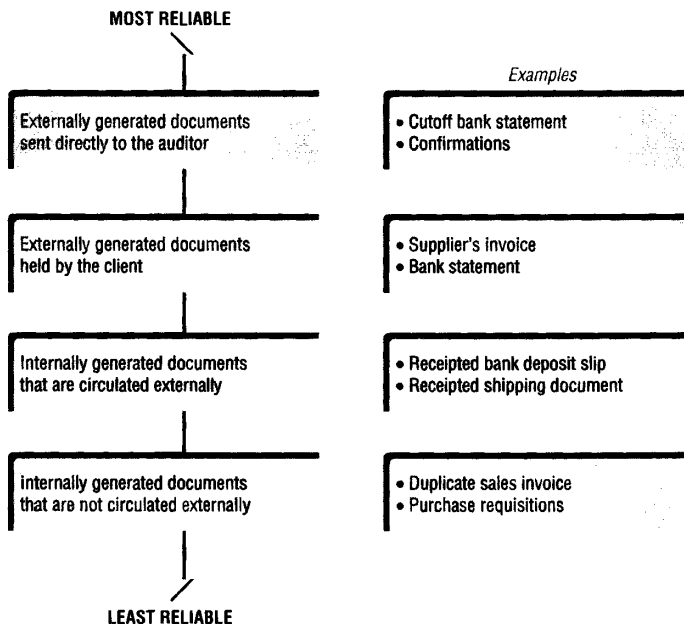 MOST RELIABLE
Examples
Externally generated documents
sent directly to the auditor
• Cutoff bank statement
• Confirmations
Externally generated documents
held by the client
• Supplier's invoice
• Bank statement
Internally generated documents
that are circulated externally
• Receipted bank deposit slip
• Receipted shipping document
Internally generated documents
that are not circulated externally
• Duplicate sales invoice
• Purchase requisitions
LEAST RELIABLE